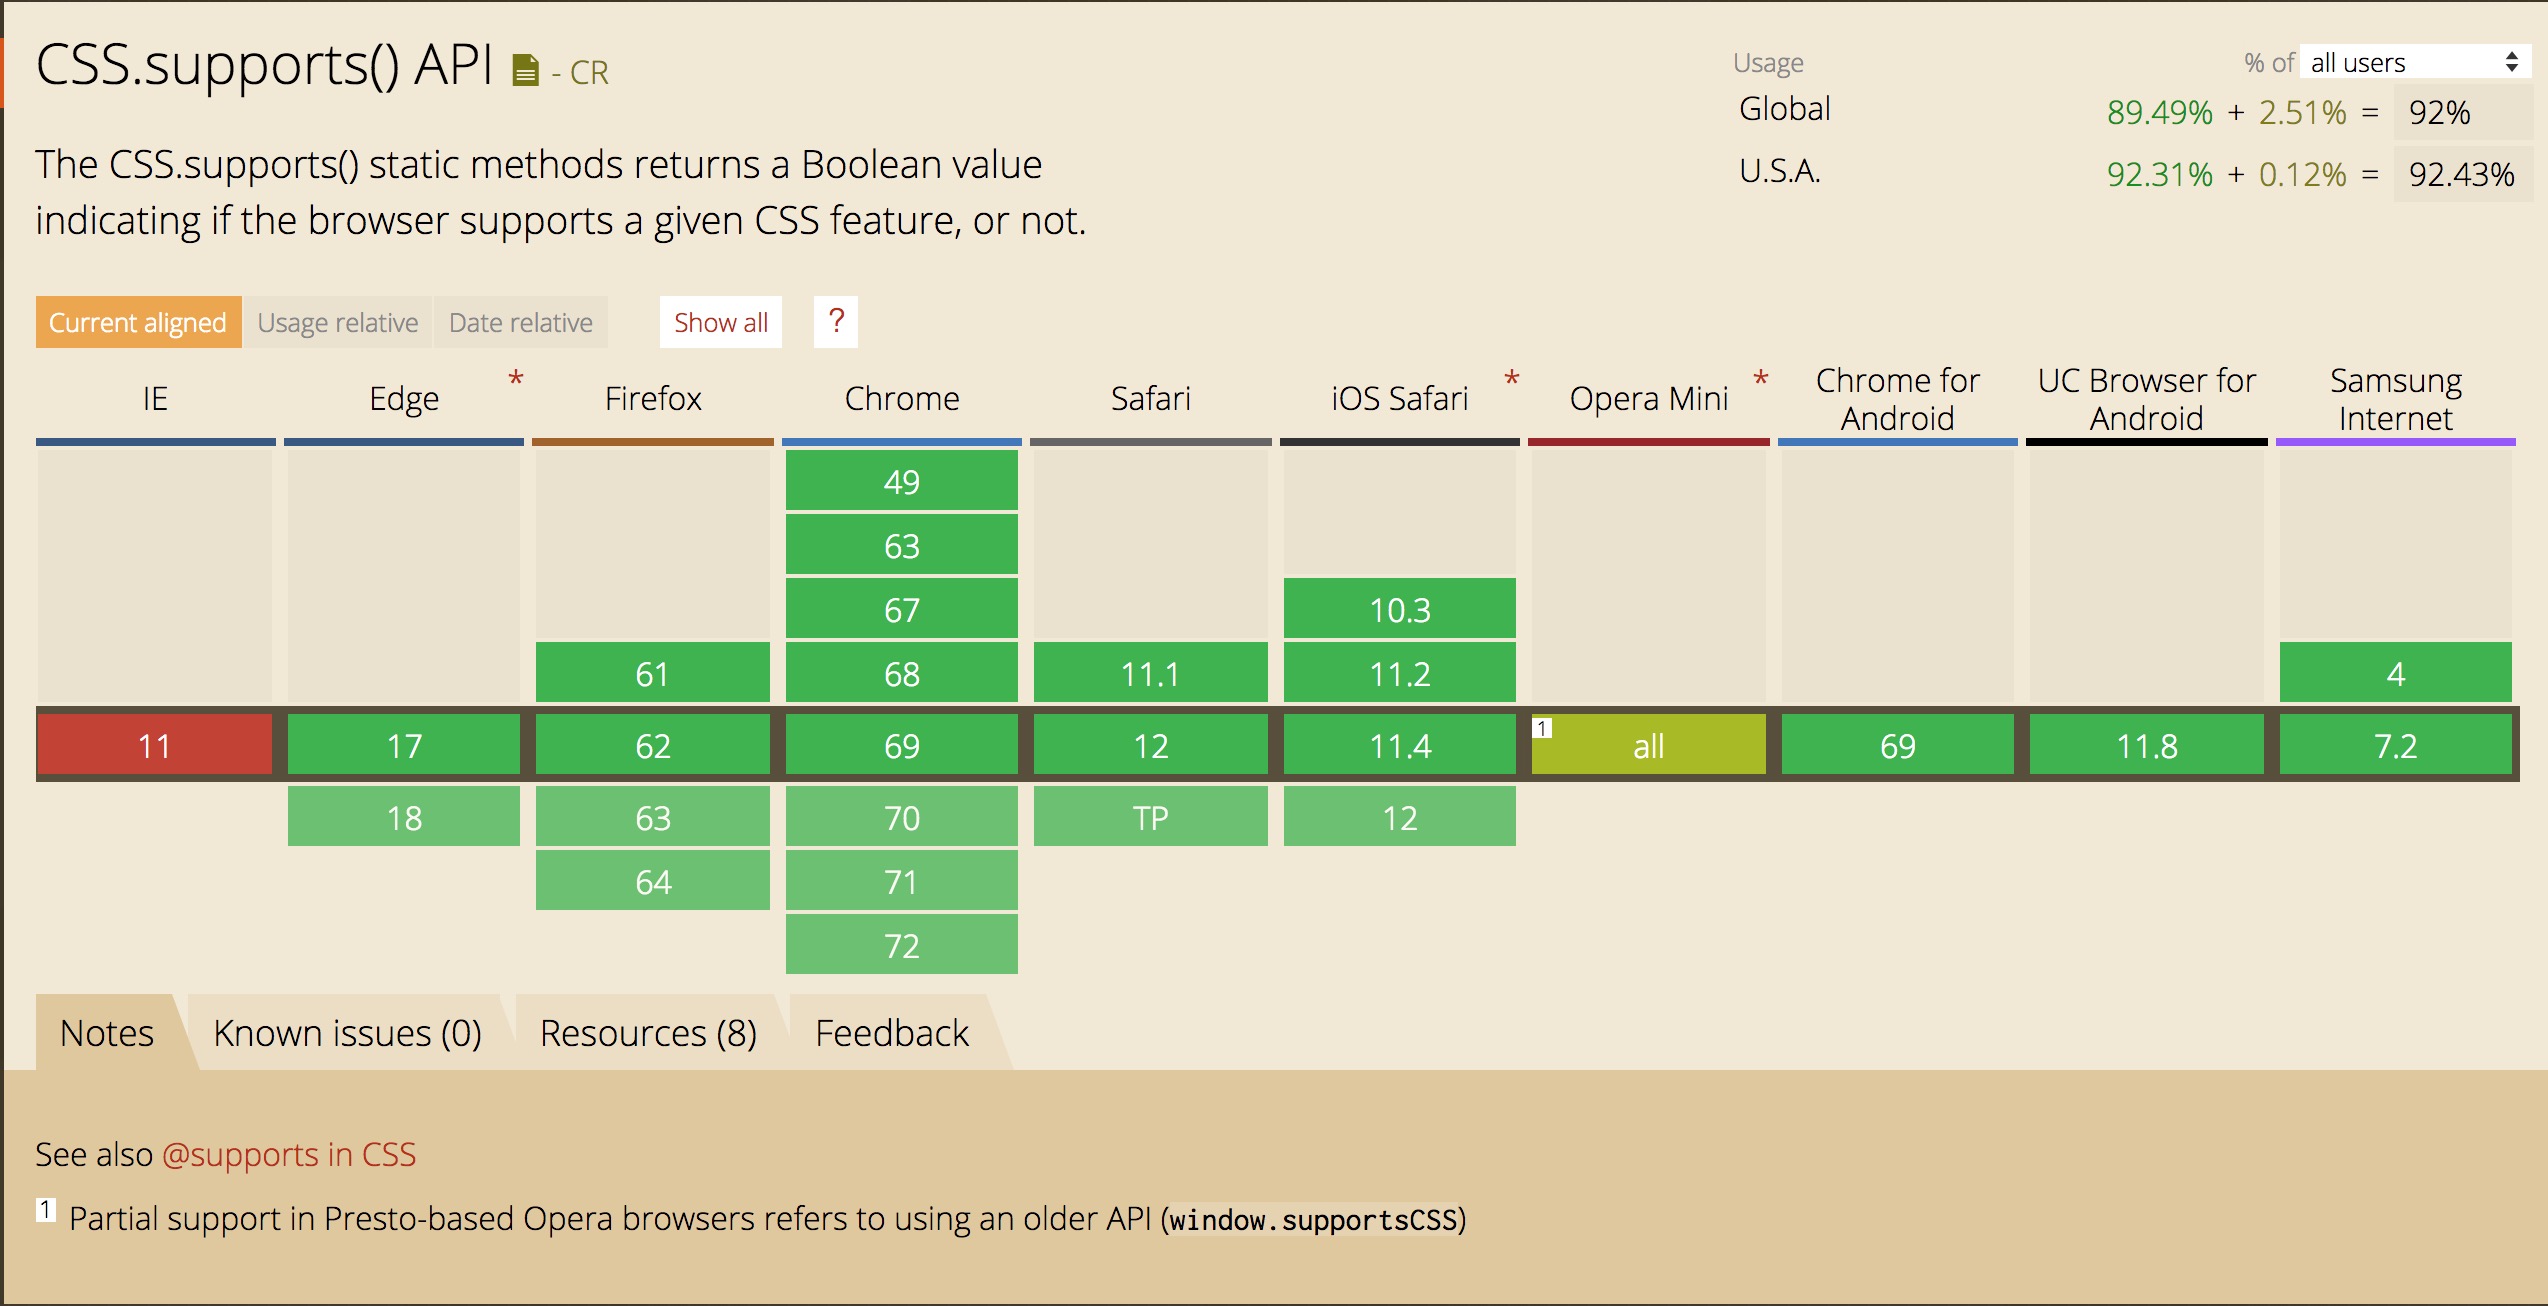 CSS.supports() API - CR
Usage % of all users
Global 89.49% + 2.51% = 92%
U.S.A. 92.31% + 0.12% = 92.43%
The CSS.supports() static methods returns a Boolean value
indicating if the browser supports a given CSS feature, or not.
Current aligned Usage relative Date relative Show all ?
IE Edge * Firefox Chrome Safari iOS Safari * Opera Mini * Chrome for Android UC Browser for Android Samsung Internet
49
63
67 10.3
61 68 11.1 11.2 4
11 17 62 69 12 11.4 1 all 69 11.8 7.2
18 63 70 TP 12
64 71
72
Notes Known issues (0) Resources (8) Feedback
See also @supports in CSS
1 Partial support in Presto-based Opera browsers refers to using an older API (window.supportsCSS)